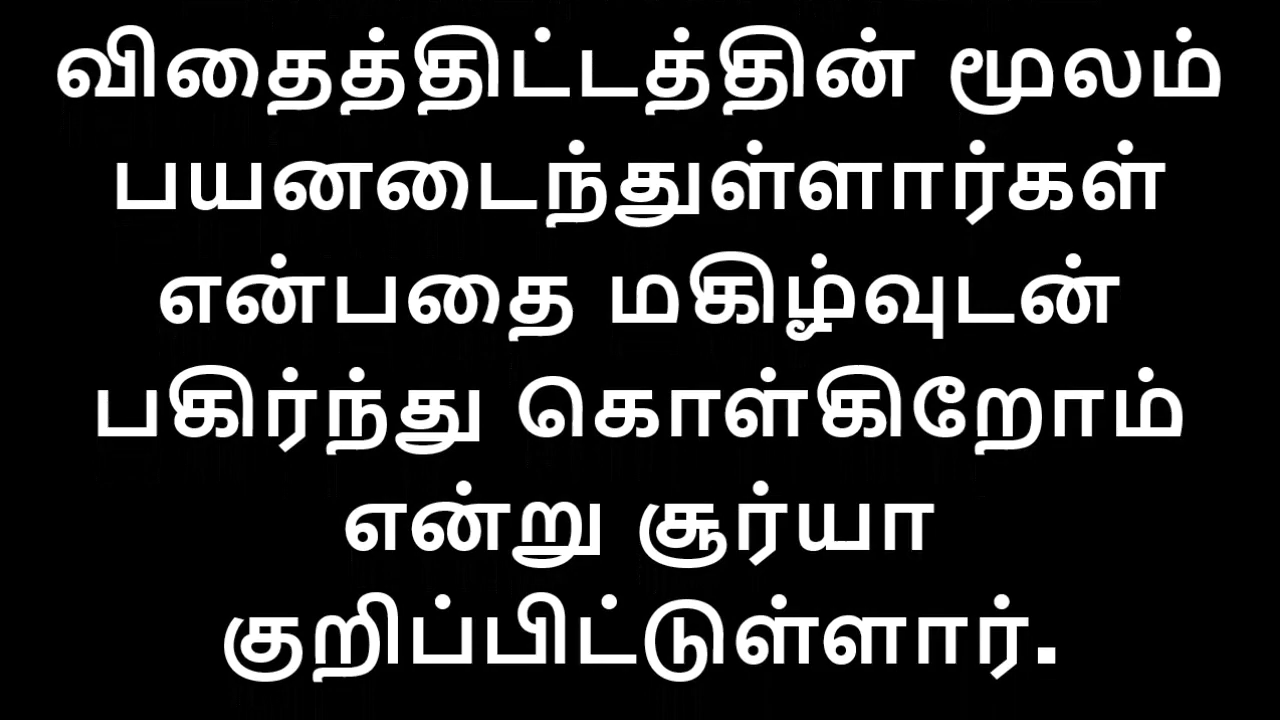 விதைத்திட்டத்தின் மூலம்
பயனடைந்துள்ளார்கள்
என்பதை மகிழ்வுடன்
பகிர்ந்து கொள்கிறோம்
என்று சூர்யா
குறிப்பிட்டுள்ளார்.